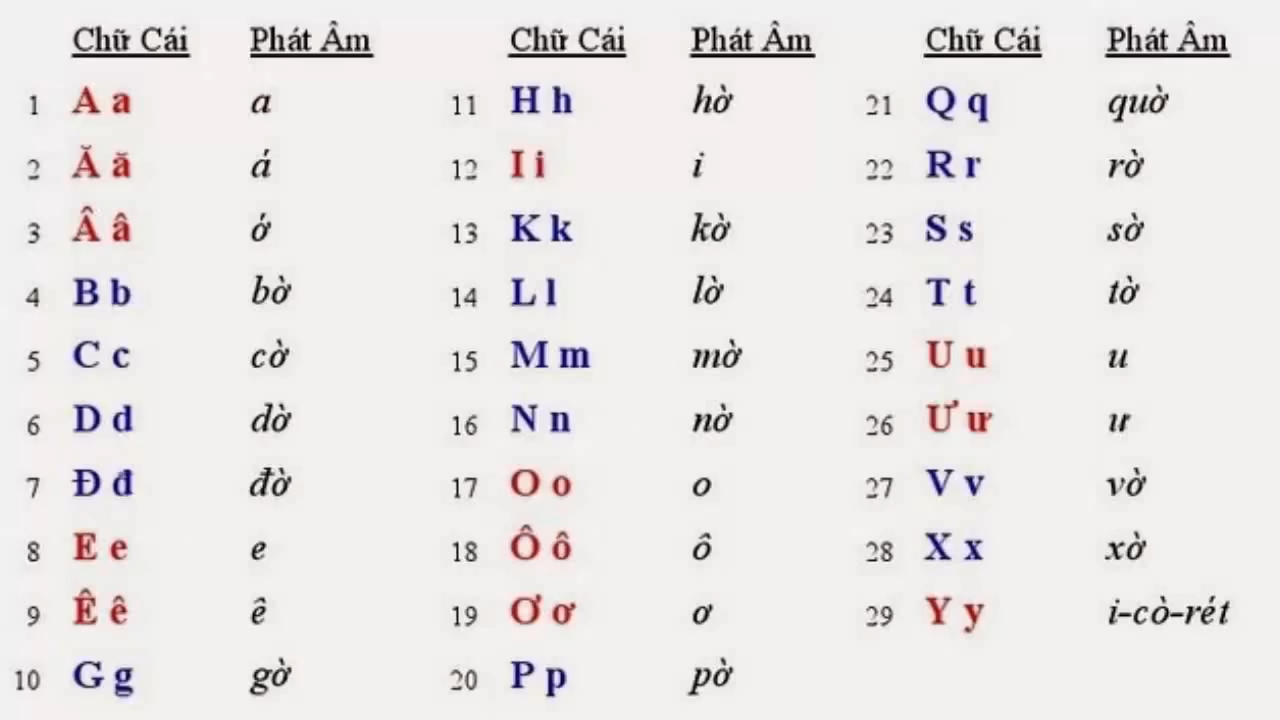 Chữ Cái Phát Âm Chữ Cái Phát Âm Chữ Cái Phát Âm
1 A a a 11 H h hờ 21 Q q quờ
2 Ă ă á 12 I i i 22 R r rờ
3 Â â ớ 13 K k kờ 23 S s sờ
4 B b bờ 14 L l lờ 24 T t tờ
5 C c cờ 15 M m mờ 25 U u u
6 D d dờ 16 N n nờ 26 Ư ư ư
7 Đ đ đờ 17 O o o 27 V v vờ
8 E e e 18 Ô ô ô 28 X x xờ
9 Ê ê ê 19 Ơ ơ ơ 29 Y y i-cò-rét
10 G g gờ 20 P p pờ